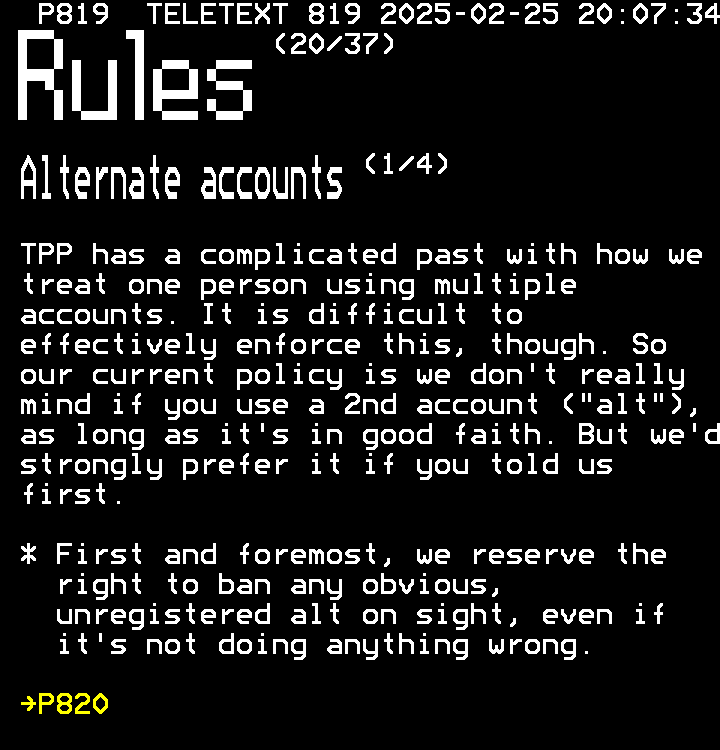 P819 TELETEXT 819 2025-02-25 20:07:34
Rules (20/37)
Alternate accounts (1/4)
TPP has a complicated past with how we
treat one person using multiple
accounts. It is difficult to
effectively enforce this, though. So
our current policy is we don't really
mind if you use a 2nd account ("alt"),
as long as it's in good faith. But we'd
strongly prefer it if you told us
first.
* First and foremost, we reserve the
right to ban any obvious,
unregistered alt on sight, even if
it's not doing anything wrong.
→P820